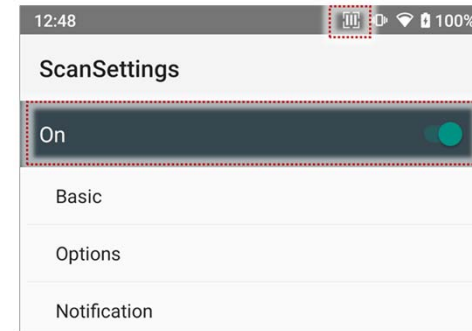 12:48 100%
ScanSettings
On
Basic
Options
Notification